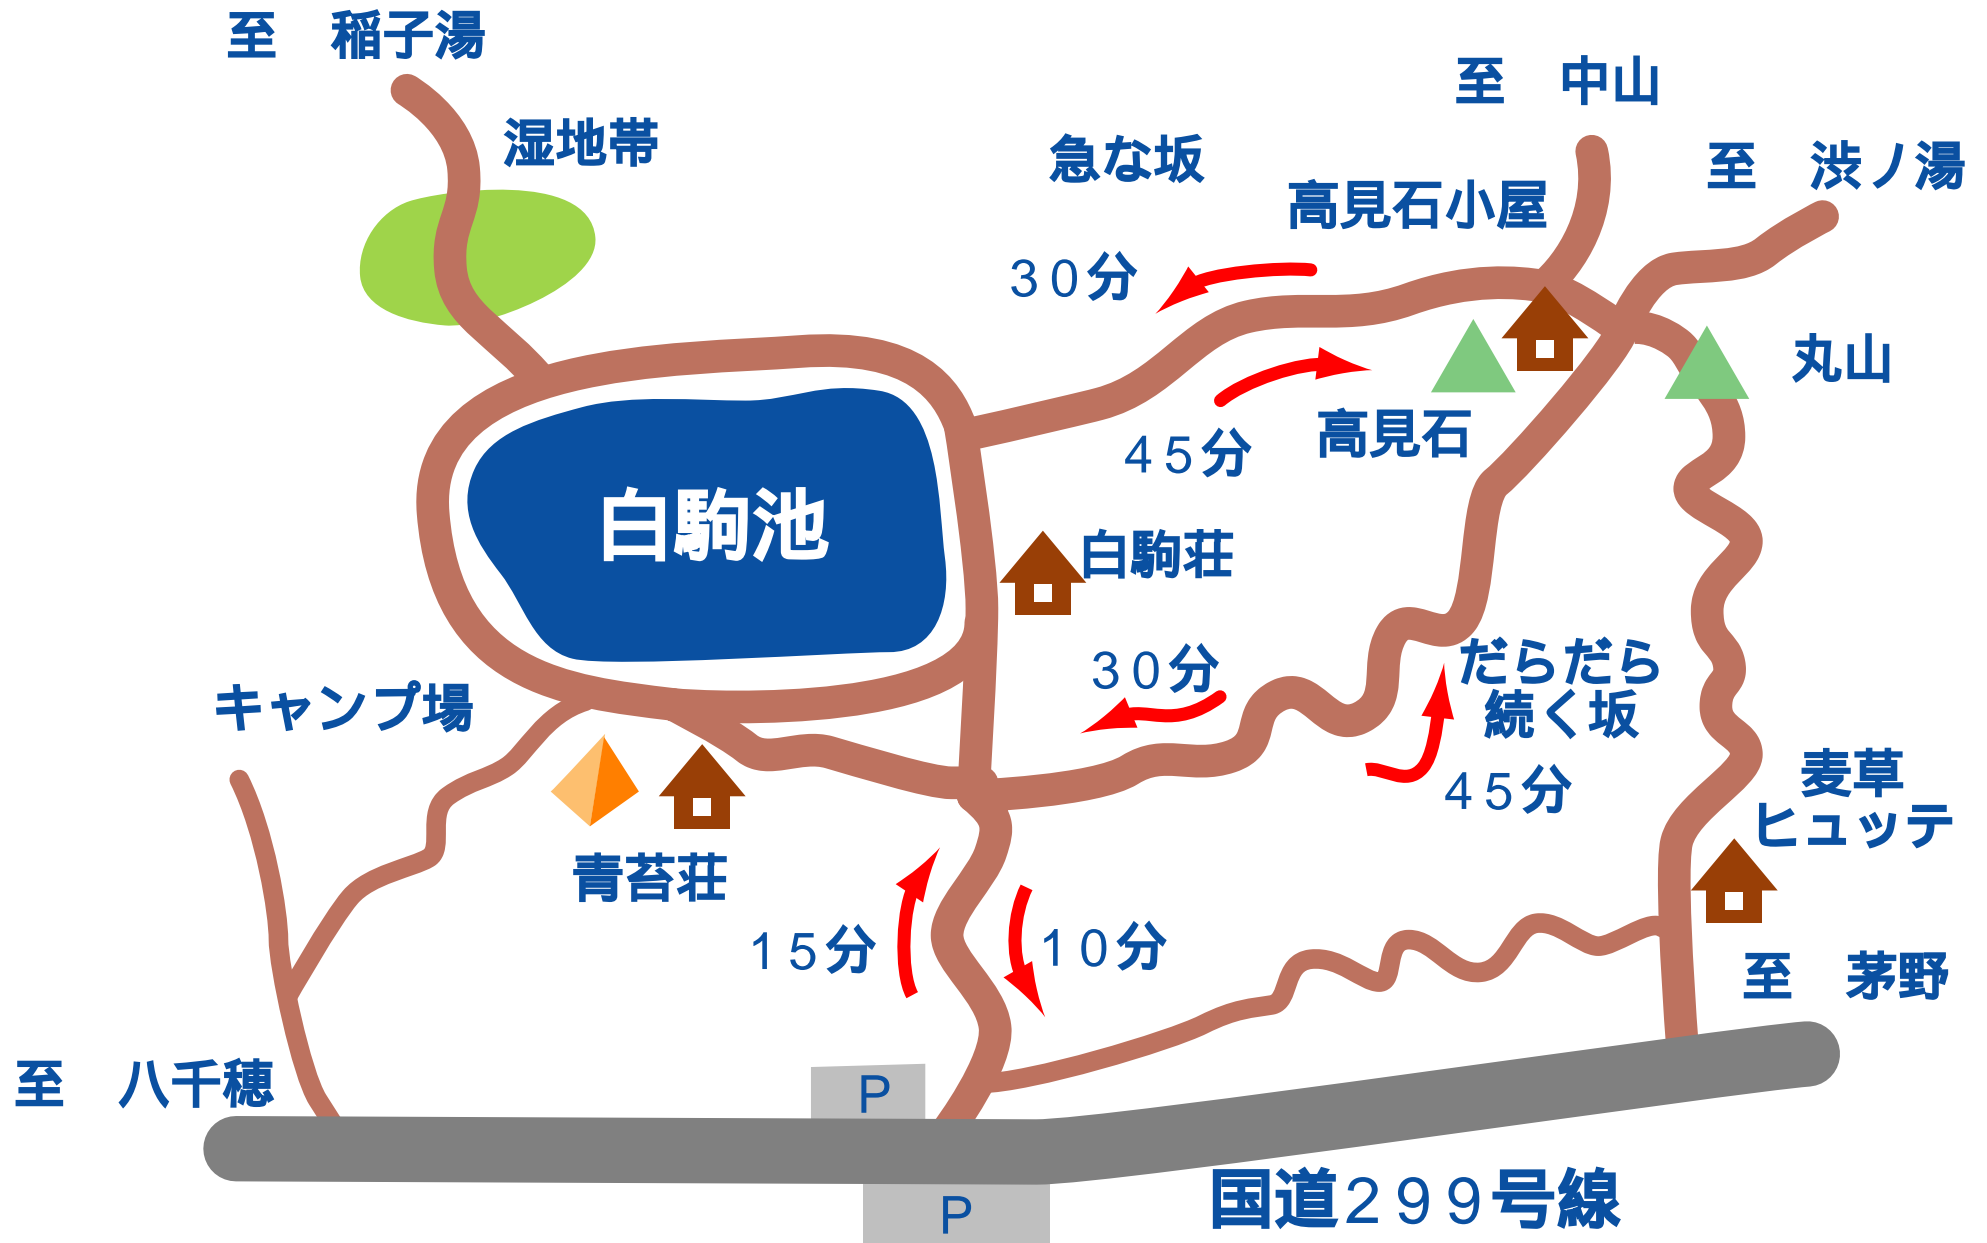 至　稲子湯
湿地帯
急な坂
至　中山
至　渋ノ湯
高見石小屋
30分
丸山
45分
高見石
白駒池
白駒荘
30分
だらだら
続く坂
45分
キャンプ場
麦草
ヒュッテ
青苔荘
15分
10分
至　茅野
至　八千穂
P
P
国道299号線